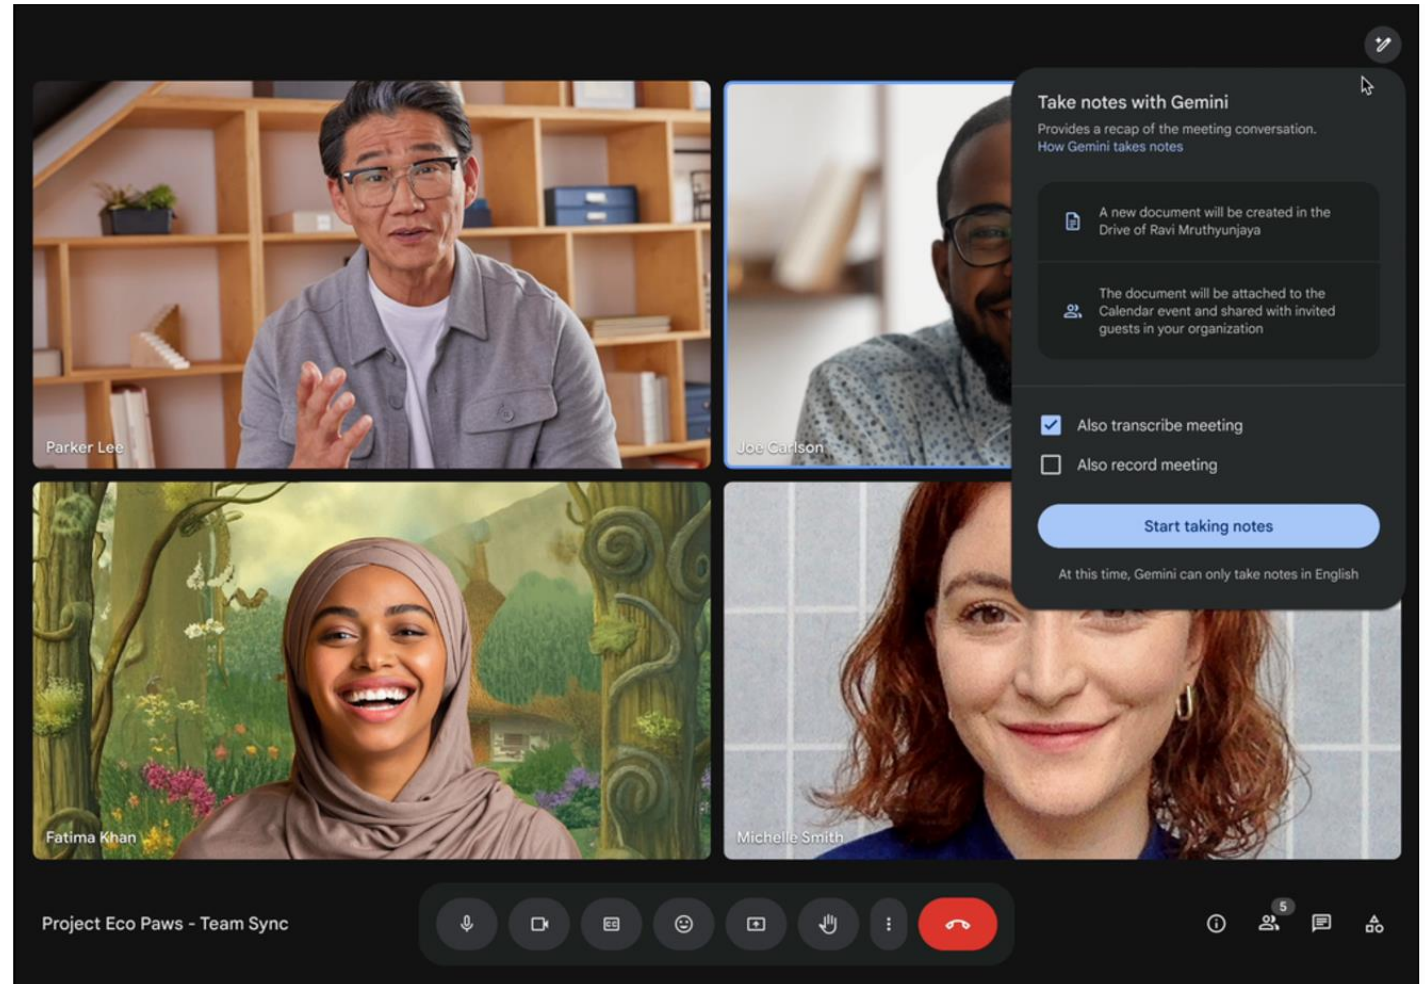 Take notes with Gemini
Provides a recap of the meeting conversation.
How Gemini takes notes
A new document will be created in the
Drive of Ravi Mruthyunjaya
The document will be attached to the
Calendar event and shared with invited
guests in your organization
Also transcribe meeting
Also record meeting
Start taking notes
At this time, Gemini can only take notes in English
Parker Lee
Joe Carlson
Fatima Khan
Michelle Smith
Project Eco Paws - Team Sync
CC
5